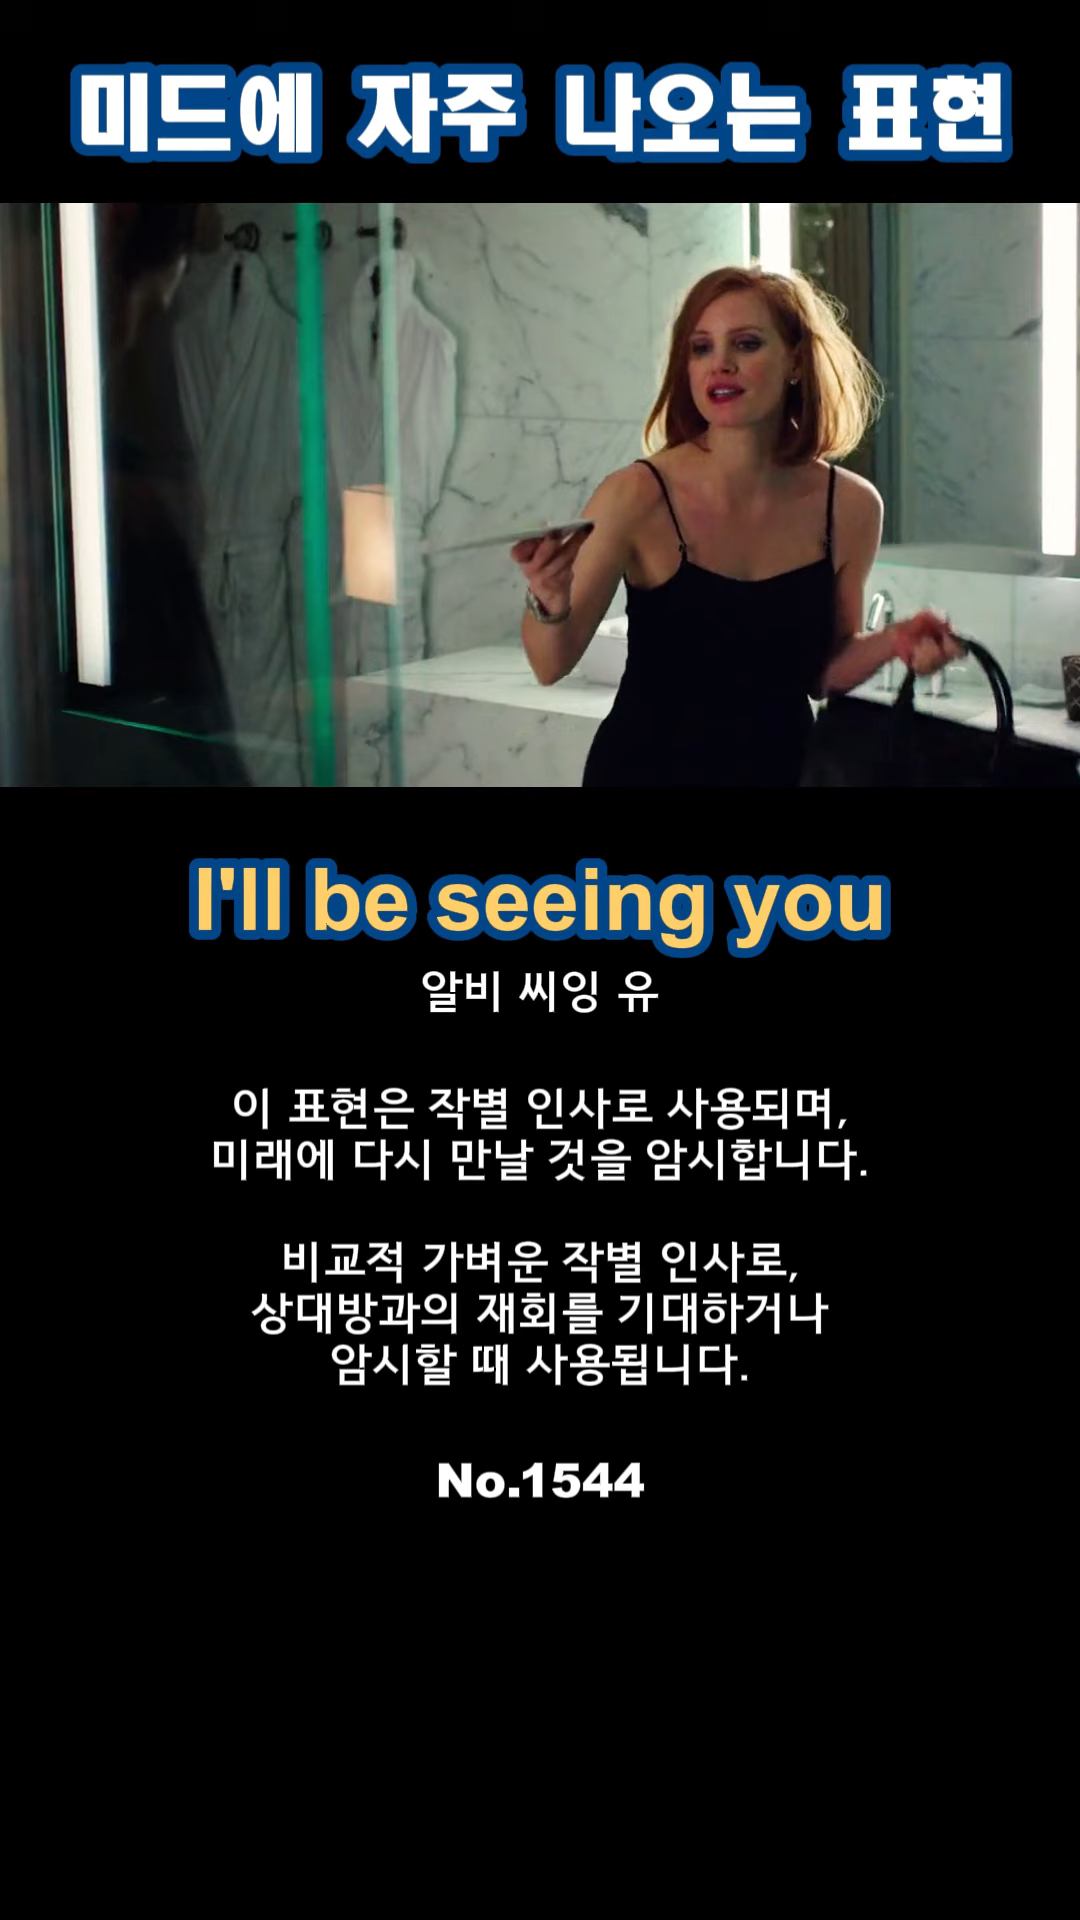 미드에 자주 나오는 표현
I'll be seeing you
알비 씨잉 유
이 표현은 작별 인사로 사용되며,
미래에 다시 만날 것을 암시합니다.
비교적 가벼운 작별 인사로,
상대방과의 재회를 기대하거나
암시할 때 사용됩니다.
No.1544